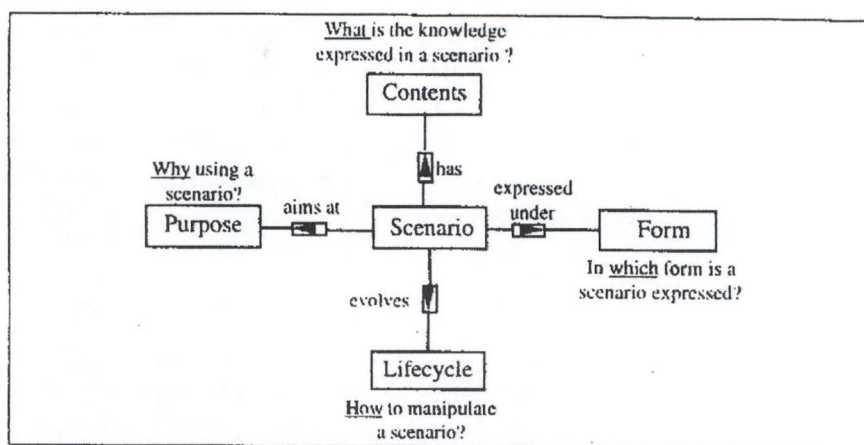 What is the knowledge
expressed in a scenario ?
Contents
has
Why using a
scenario?
Purpose
aims at
Scenario
expressed
under
Form
In which form is a
scenario expressed?
evolves
Lifecycle
How to manipulate
a scenario?